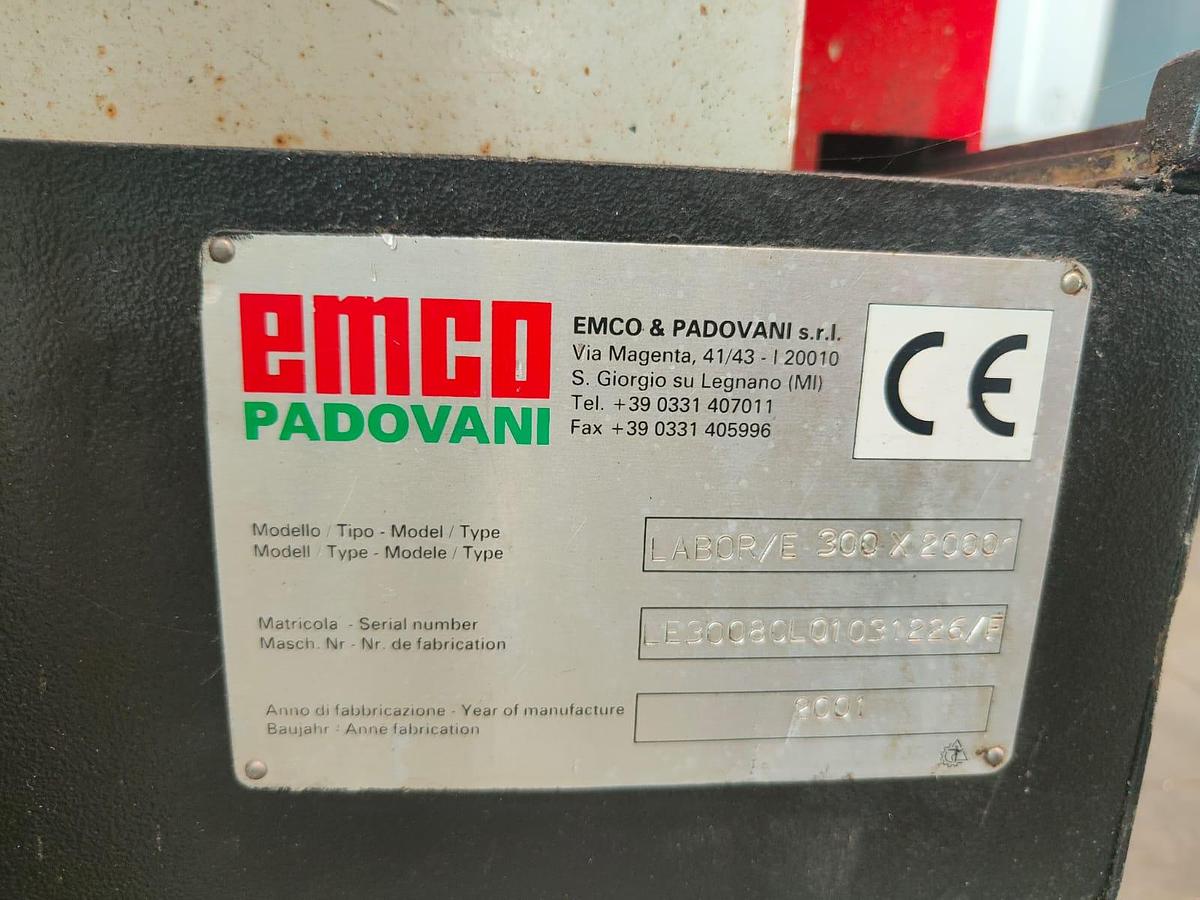 emco
PADOVANI
EMCO & PADOVANI s.r.l.
Via Magenta, 41/43 - I 20010
S. Giorgio su Legnano (MI)
Tel. +39 0331 407011
Fax +39 0331 405996
CE
Modello / Tipo - Model / Type
Modell / Type - Modele / Type
LABOR/E 300 X 2060
Matricola - Serial number
Masch. Nr - Nr. de fabrication
LE30080L01031226/F
Anno di fabbricazione - Year of manufacture
Baujahr - Anne fabrication
2001